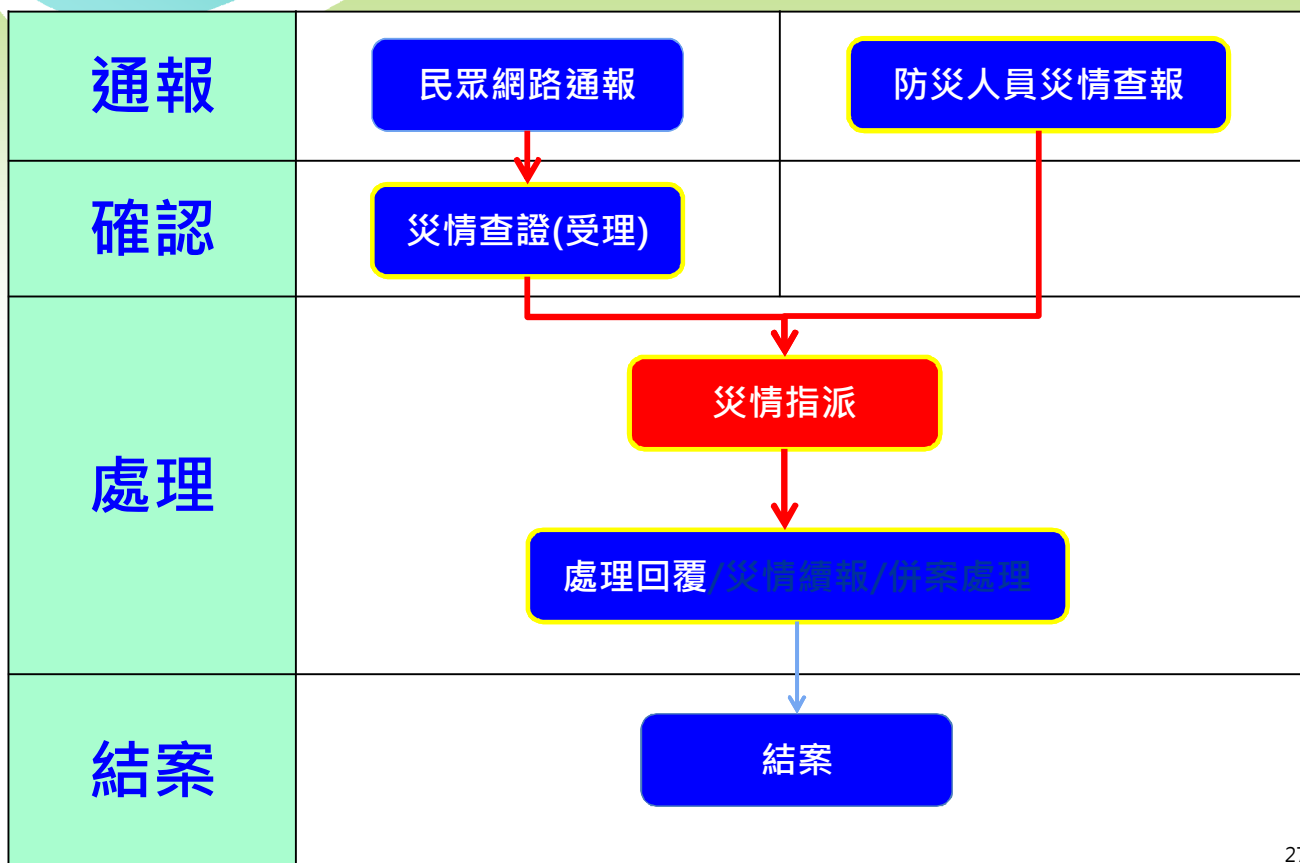 通報
民眾網路通報
防災人員災情查報
確認
災情查證(受理)
處理
災情指派
處理回覆/災情續報/併案處理
結案
結案
27